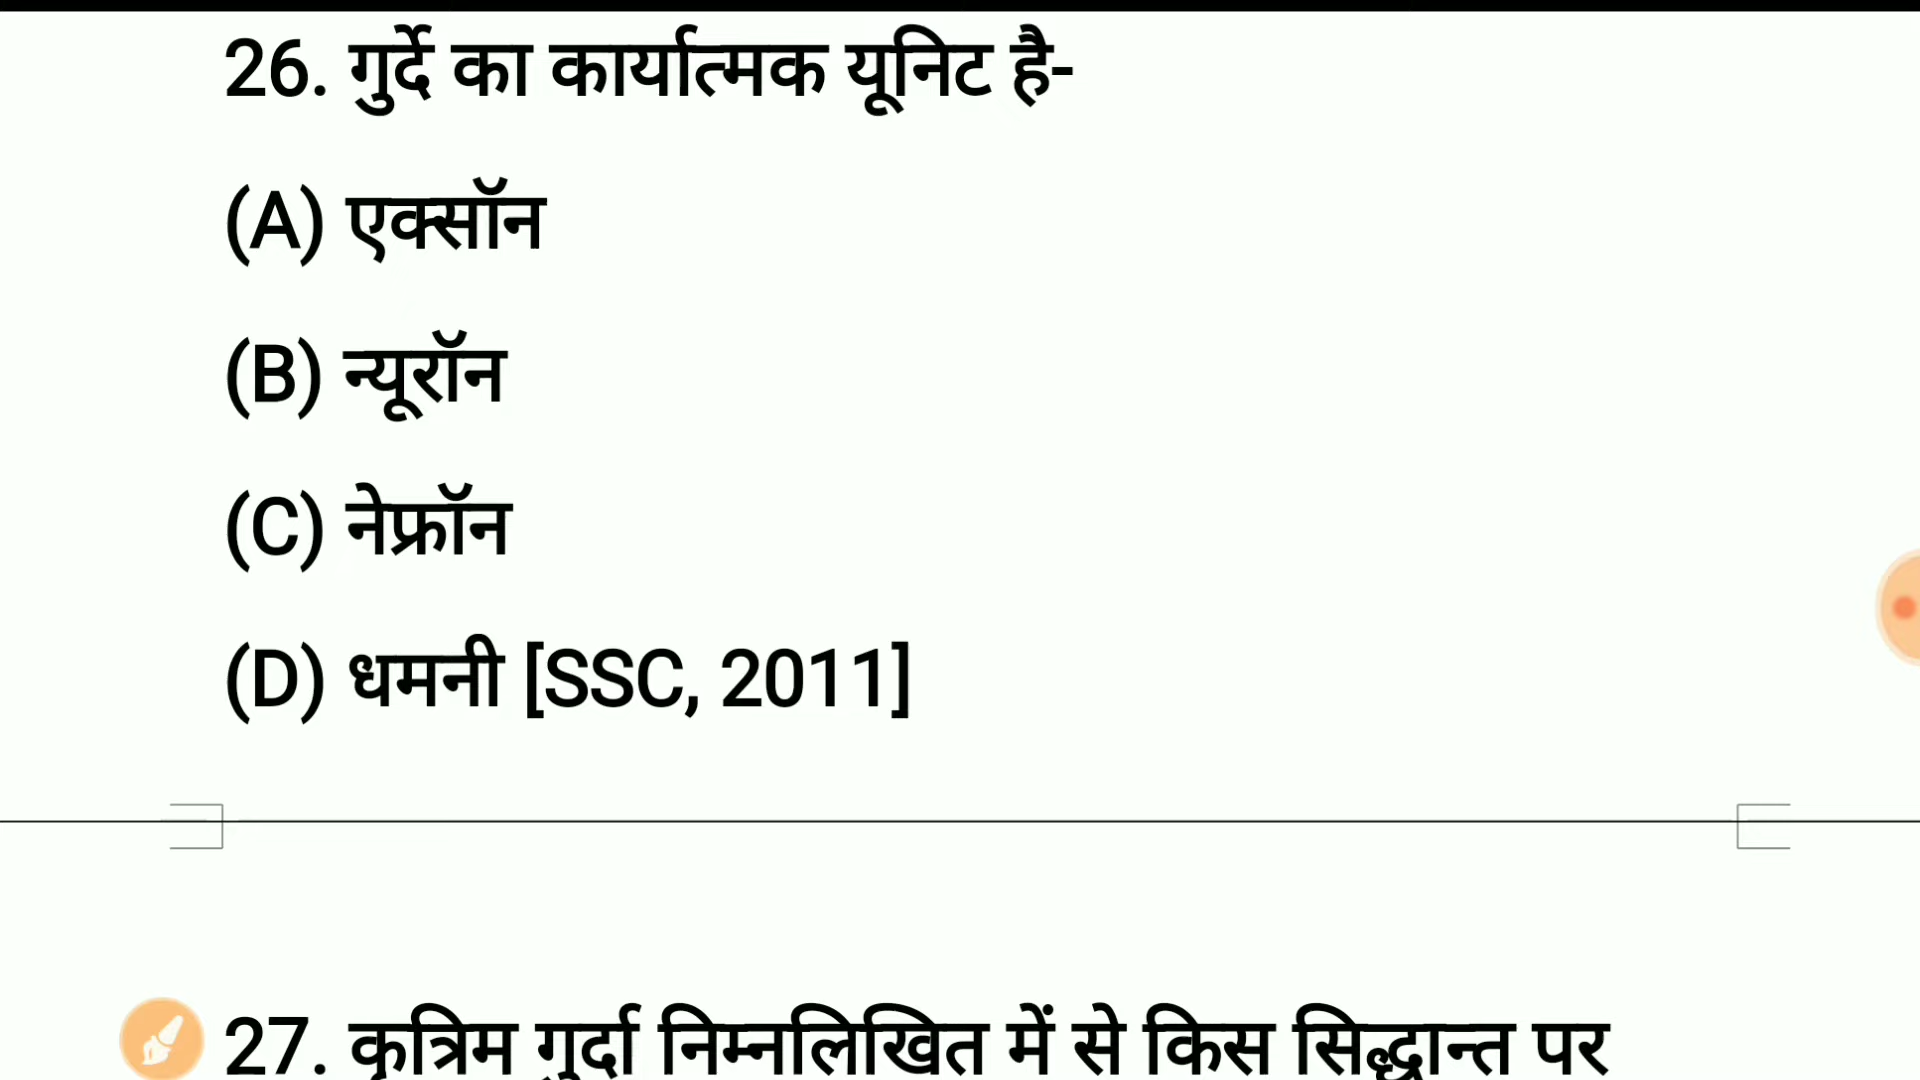 26. गुर्दे का कार्यात्मक यूनिट है-
(A) एक्सॉन
(B) न्यूरॉन
(C) नेफ्रॉन
(D) धमनी [SSC, 2011]
27. कृत्रिम गुर्दा निम्नलिखित में से किस सिद्धान्त पर